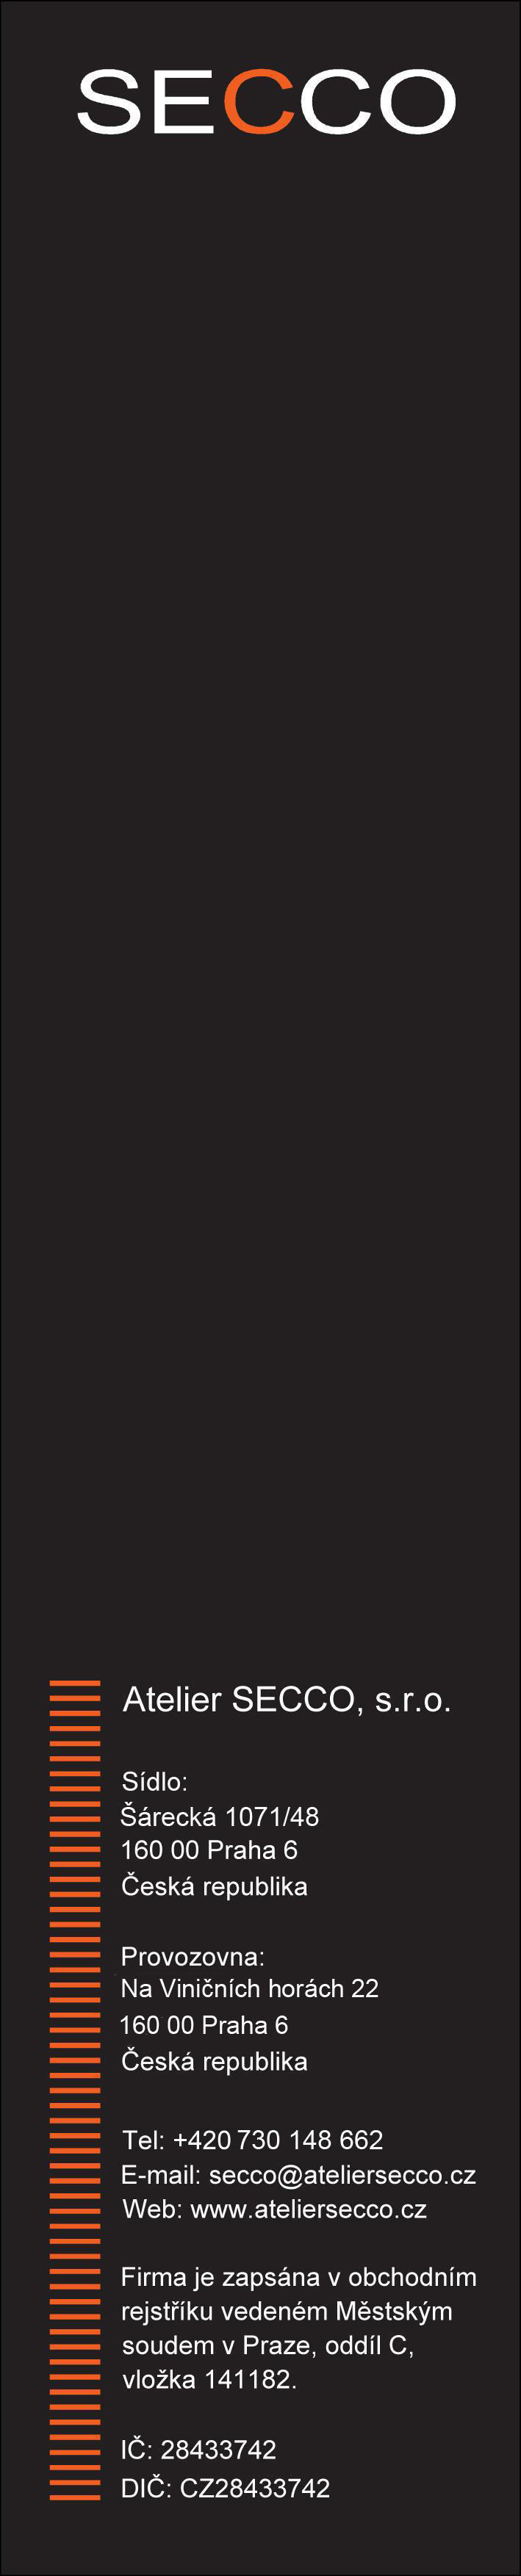 SECCO
Atelier SECCO, s.r.o.
Sídlo:
Šárecká 1071/48
160 00 Praha 6
Česká republika
Provozovna:
Na Viničních horách 22
160 00 Praha 6
Česká republika
Tel: +420 730 148 662
E-mail: secco@ateliersecco.cz
Web: www.ateliersecco.cz
Firma je zapsána v obchodním
rejstříku vedeném Městským
soudem v Praze, oddíl C,
vložka 141182.
IČ: 28433742
DIČ: CZ28433742